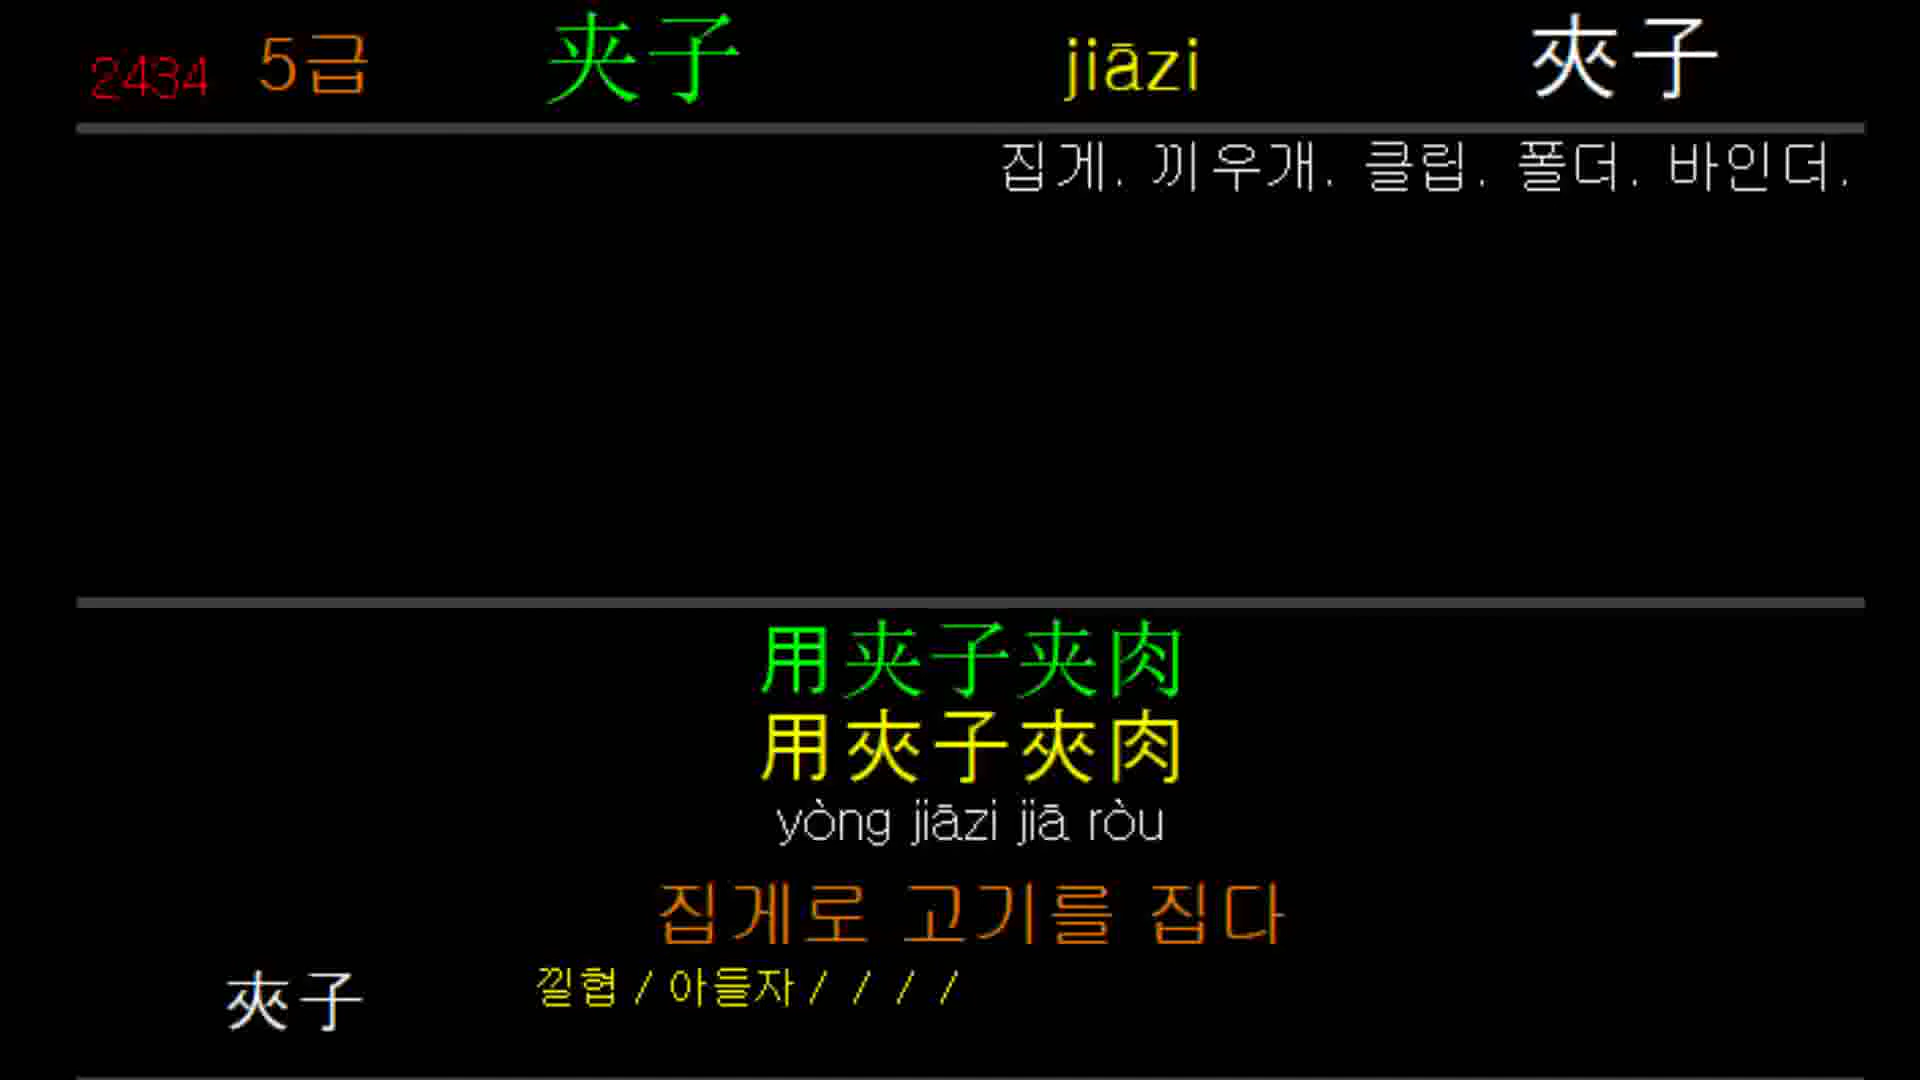 2434 5급 夹子 jiāzi 夾子
집게. 끼우개. 클립. 폴더. 바인더.
用夹子夹肉
用夾子夾肉
yòng jiāzi jiā ròu
집게로 고기를 집다
夾子 낄협 / 아들자 / / / /